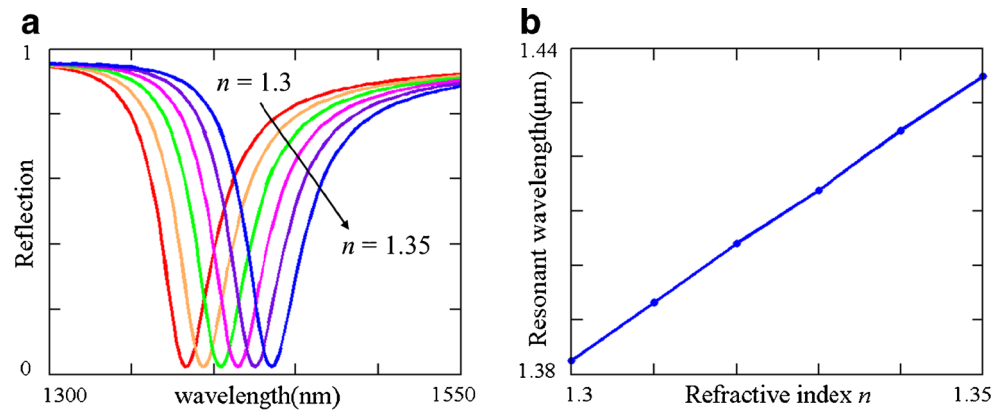 a
1
n = 1.3
n = 1.35
Reflection
0
1300
wavelength(nm)
1550
b
1.44
Resonant wavelength(μm)
1.38
1.3
Refractive index n
1.35